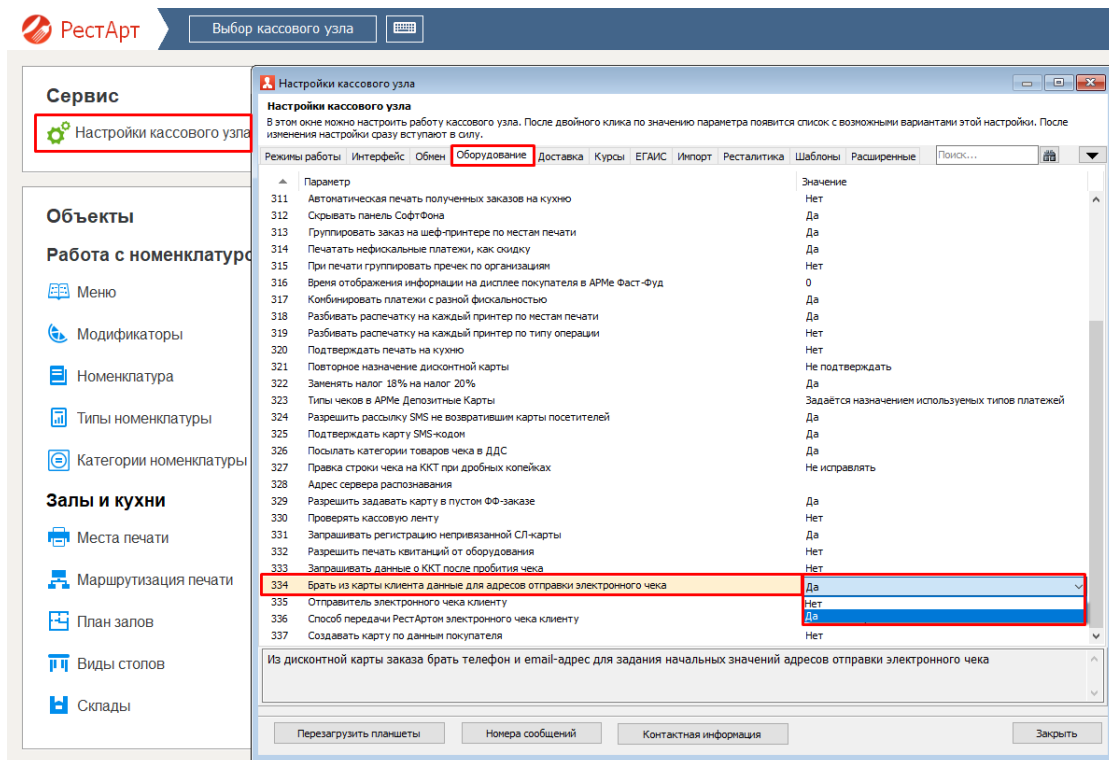 РестАрт
Выбор кассового узла
Сервис
Настройки кассового узла
Объекты
Работа с номенклатуро
Меню
Модификаторы
Номенклатура
Типы номенклатуры
Категории номенклатуры
Залы и кухни
Места печати
Маршрутизация печати
План залов
Виды столов
Склады
Настройки кассового узла
Настройки кассового узла
В этом окне можно настроить работу кассового узла. После двойного клика по значению параметра появится список с возможными вариантами этой настройки. После
изменения настройки сразу вступают в силу.
Режимы работы Интерфейс Обмен Оборудование Доставка Курсы ЕГАИС Импорт Ресталитика Шаблоны Расширенные Поиск...
Параметр Значение
311 Автоматическая печать полученных заказов на кухню Нет
312 Скрывать панель СофтФона Да
313 Группировать заказ на шеф-принтере по местам печати Да
314 Печатать нефискальные платежи, как скидку Да
315 При печати группировать пречек по организациям Нет
316 Время отображения информации на дисплее покупателя в АРМе Фаст-Фуд 0
317 Комбинировать платежи с разной фискальностью Да
318 Разбивать распечатку на каждый принтер по местам печати Да
319 Разбивать распечатку на каждый принтер по типу операции Нет
320 Подтверждать печать на кухню Нет
321 Повторное назначение дисконтной карты Не подтверждать
322 Заменять налог 18% на налог 20% Да
323 Типы чеков в АРМе Депозитные Карты Задаётся назначением используемых типов платежей
324 Разрешить рассылку SMS не возвратившим карты посетителей Да
325 Подтверждать карту SMS-кодом Да
326 Посылать категории товаров чека в ДДС Да
327 Правка строки чека на ККТ при дробных копейках Не исправлять
328 Адрес сервера распознавания
329 Разрешить задавать карту в пустом ФФ-заказе Да
330 Проверять кассовую ленту Нет
331 Запрашивать регистрацию непривязанной СЛ-карты Да
332 Разрешить печать квитанций от оборудования Нет
333 Запрашивать данные о ККТ после пробития чека Нет
334 Брать из карты клиента данные для адресов отправки электронного чека Да
335 Отправитель электронного чека клиенту Нет
336 Способ передачи РестАртом электронного чека клиенту Да
337 Создавать карту по данным покупателя Нет
Из дисконтной карты заказа брать телефон и email-адрес для задания начальных значений адресов отправки электронного чека
Перезагрузить планшеты Номера сообщений Контактная информация Закрыть